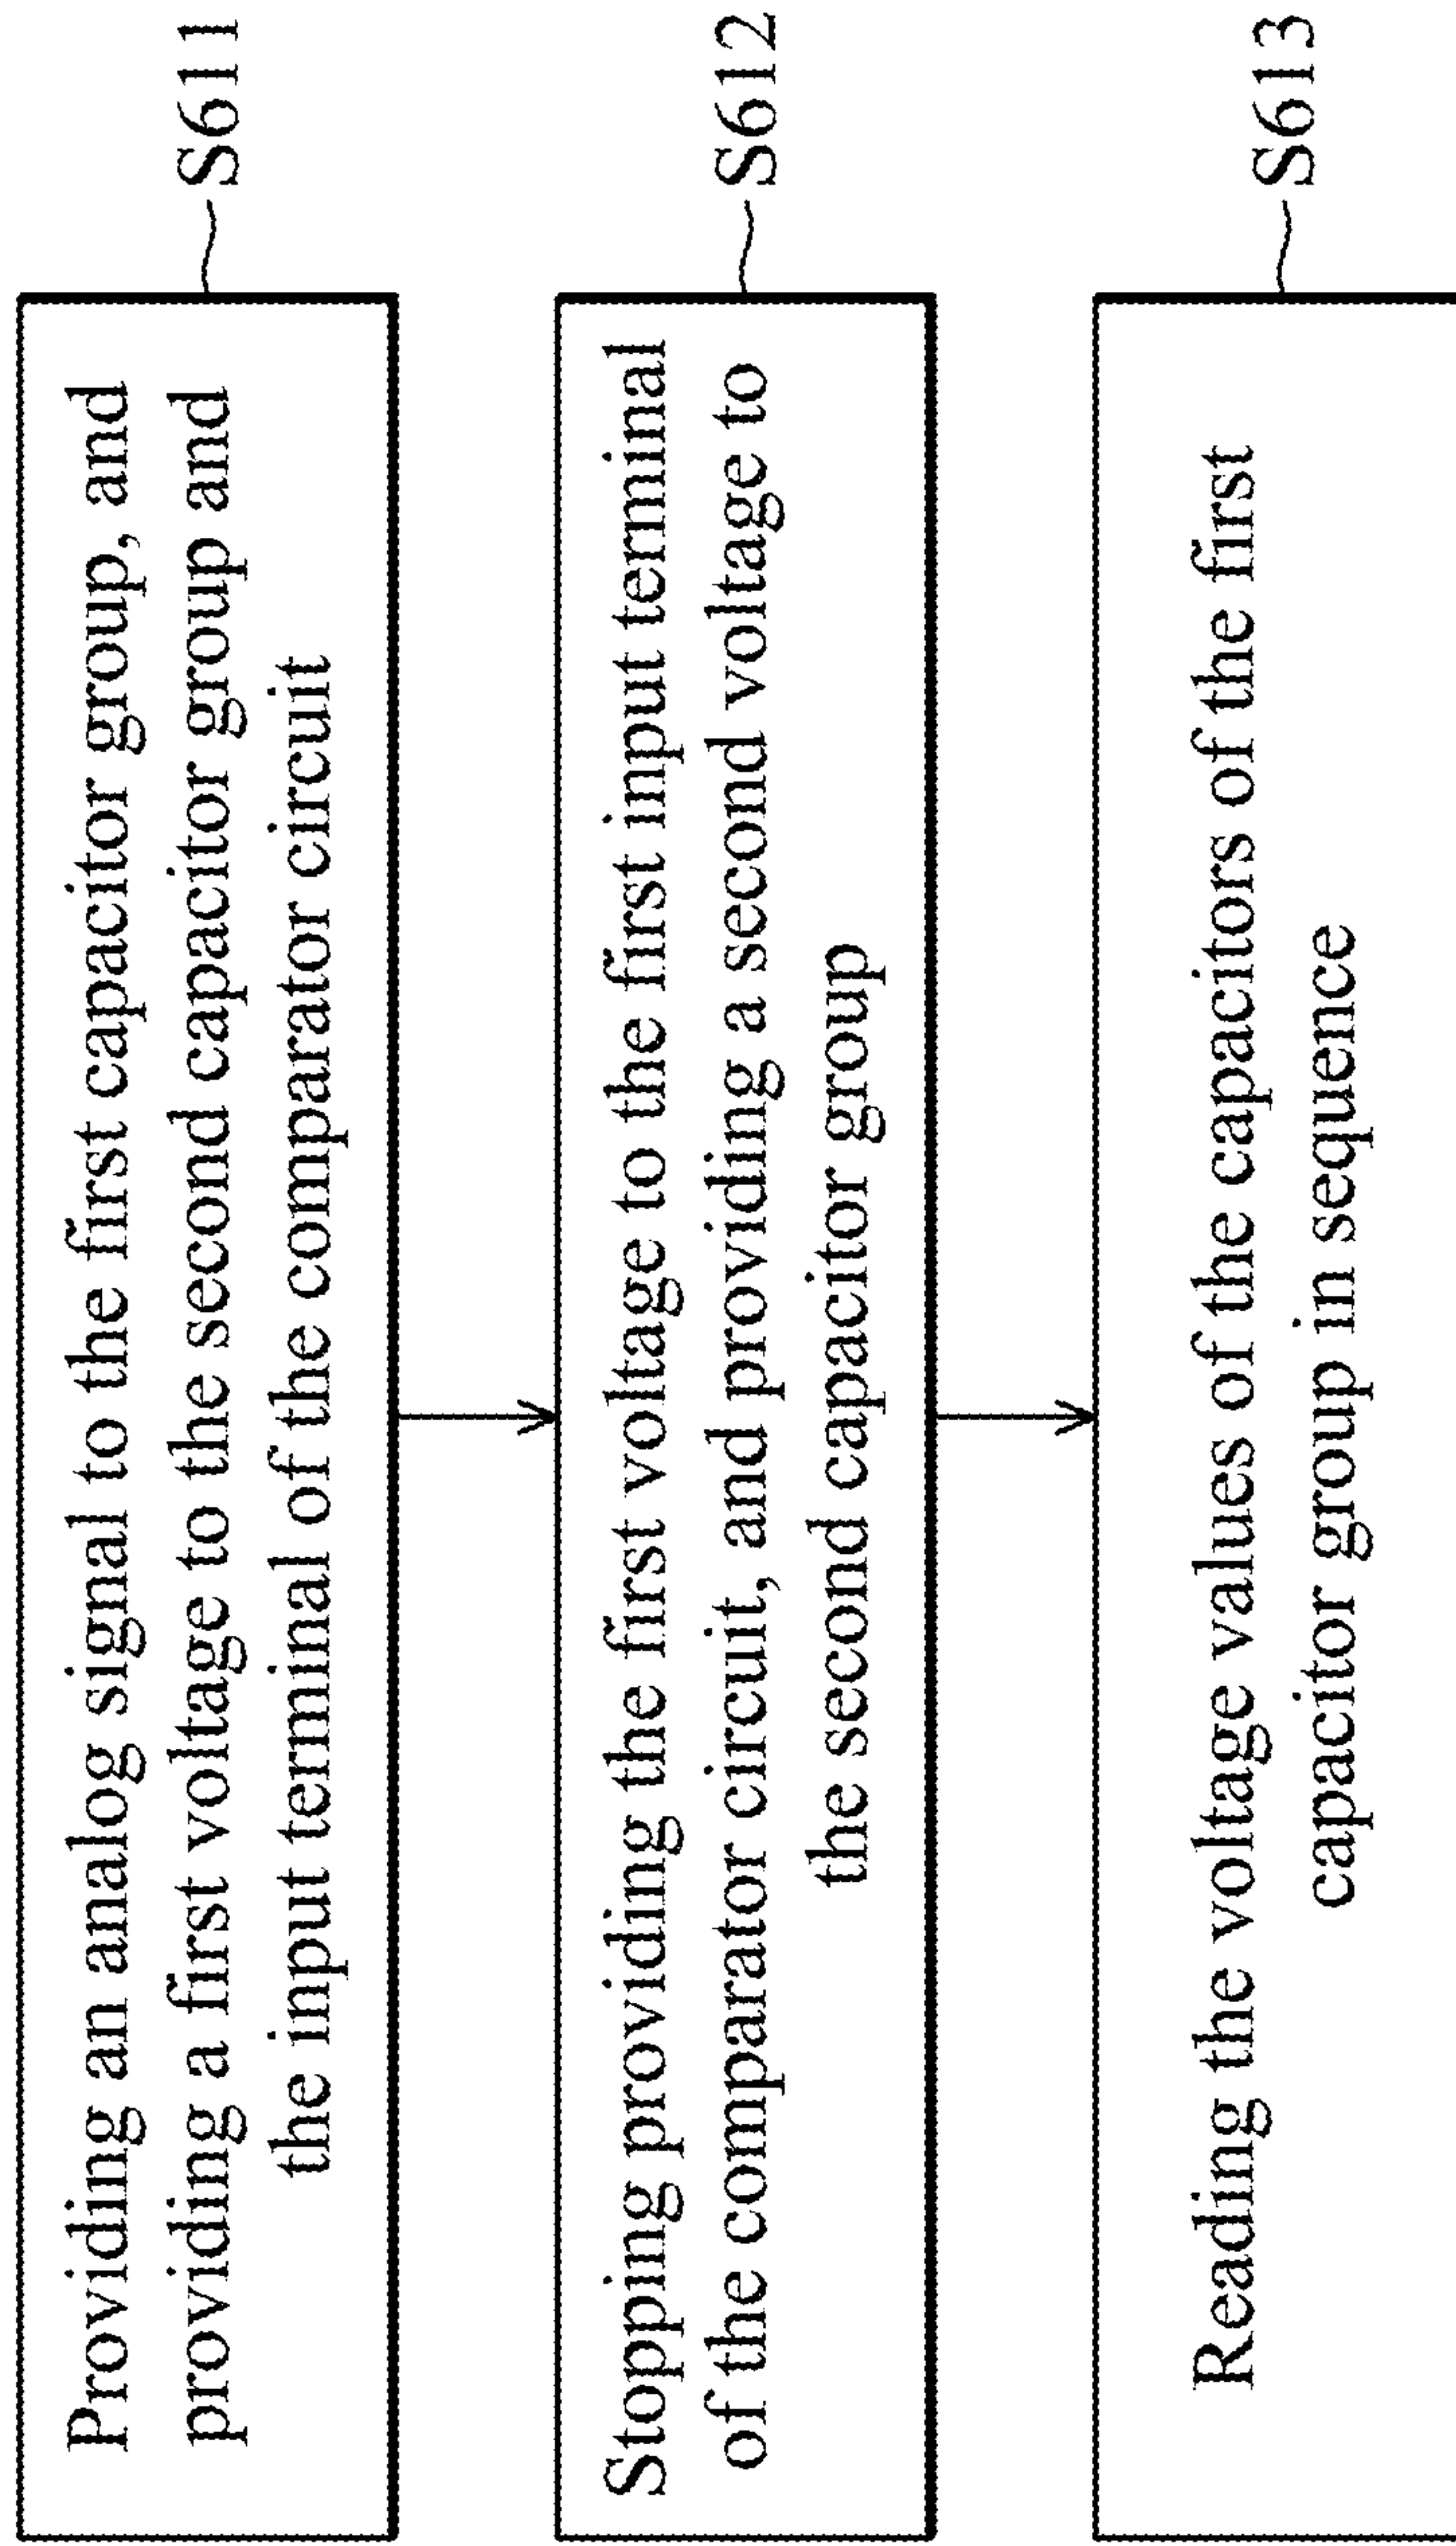 Providing an analog signal to the first capacitor group, and
providing a first voltage to the second capacitor group and
the input terminal of the comparator circuit
S611
Stopping providing the first voltage to the first input terminal
of the comparator circuit, and providing a second voltage to
the second capacitor group
S612
Reading the voltage values of the capacitors of the first
capacitor group in sequence
S613